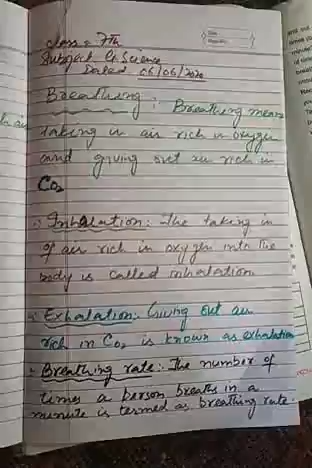 class = 7th
Subject G. Science
Dated 06/06/2020
Breathing : Breathing means
taking in air rich in oxygen
and giving out air rich in
CO2
Inhalation : The taking in
of air rich in oxygen into the
body is called inhalation
Exhalation : Giving out air
rich in CO2 is known as exhalation
Breathing rate : The number of
times a person breaths in a
minute is termed as breathing rate.